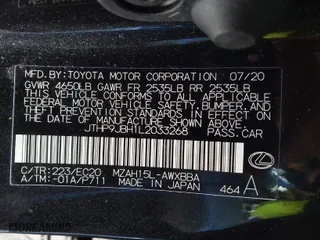 MFD. BY: TOYOTA MOTOR CORPORATION 07/20
GVWR 4650LB GAWR FR 2535LB RR 2535LB
THIS VEHICLE CONFORMS TO ALL APPLICABLE
FEDERAL MOTOR VEHICLE SAFETY, BUMPER, AND
THEFT PREVENTION STANDARDS IN EFFECT ON
THE DATE OF MANUFACTURE SHOWN ABOVE.
JTHP9JBH1L2033268 PASS.CAR
C/TR: 223/EC20 MZAH15L-AWXBBA
A/TM: -01A/P711 MADE IN JAPAN 464 A